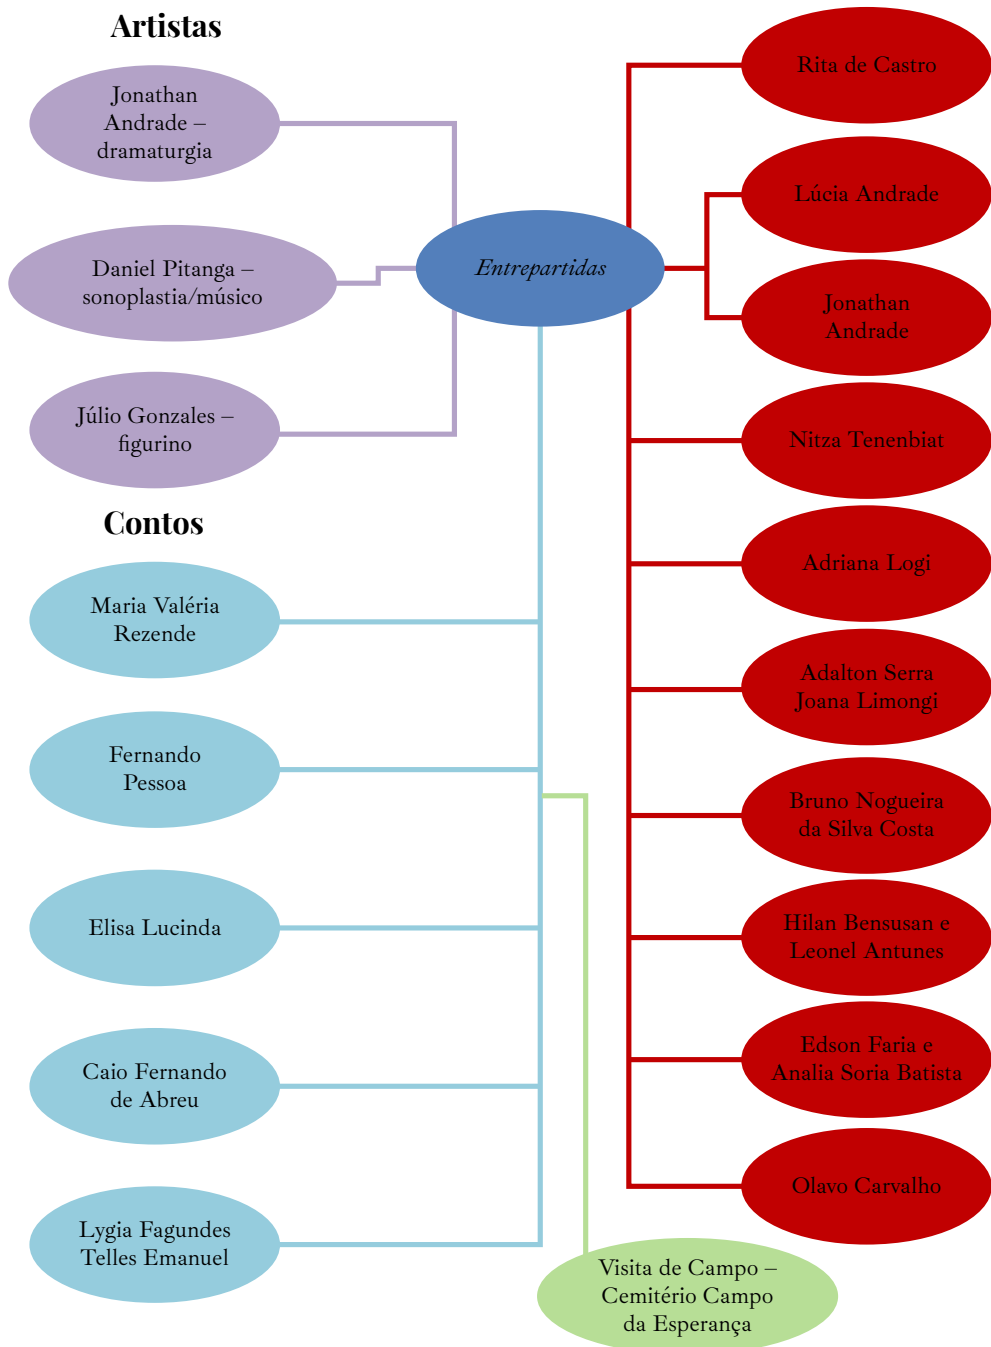 Artistas
Jonathan
Andrade –
dramaturgia
Daniel Pitanga –
sonoplastia/músico
Júlio Gonzales –
figurino
Contos
Maria Valéria
Rezende
Fernando
Pessoa
Elisa Lucinda
Caio Fernando
de Abreu
Lygia Fagundes
Telles Emanuel
Entrepartidas
Rita de Castro
Lúcia Andrade
Jonathan
Andrade
Nitza Tenenbiat
Adriana Logi
Adalton Serra
Joana Limongi
Bruno Nogueira
da Silva Costa
Hilan Bensusan e
Leonel Antunes
Edson Faria e
Analia Soria Batista
Olavo Carvalho
Visita de Campo –
Cemitério Campo
da Esperança